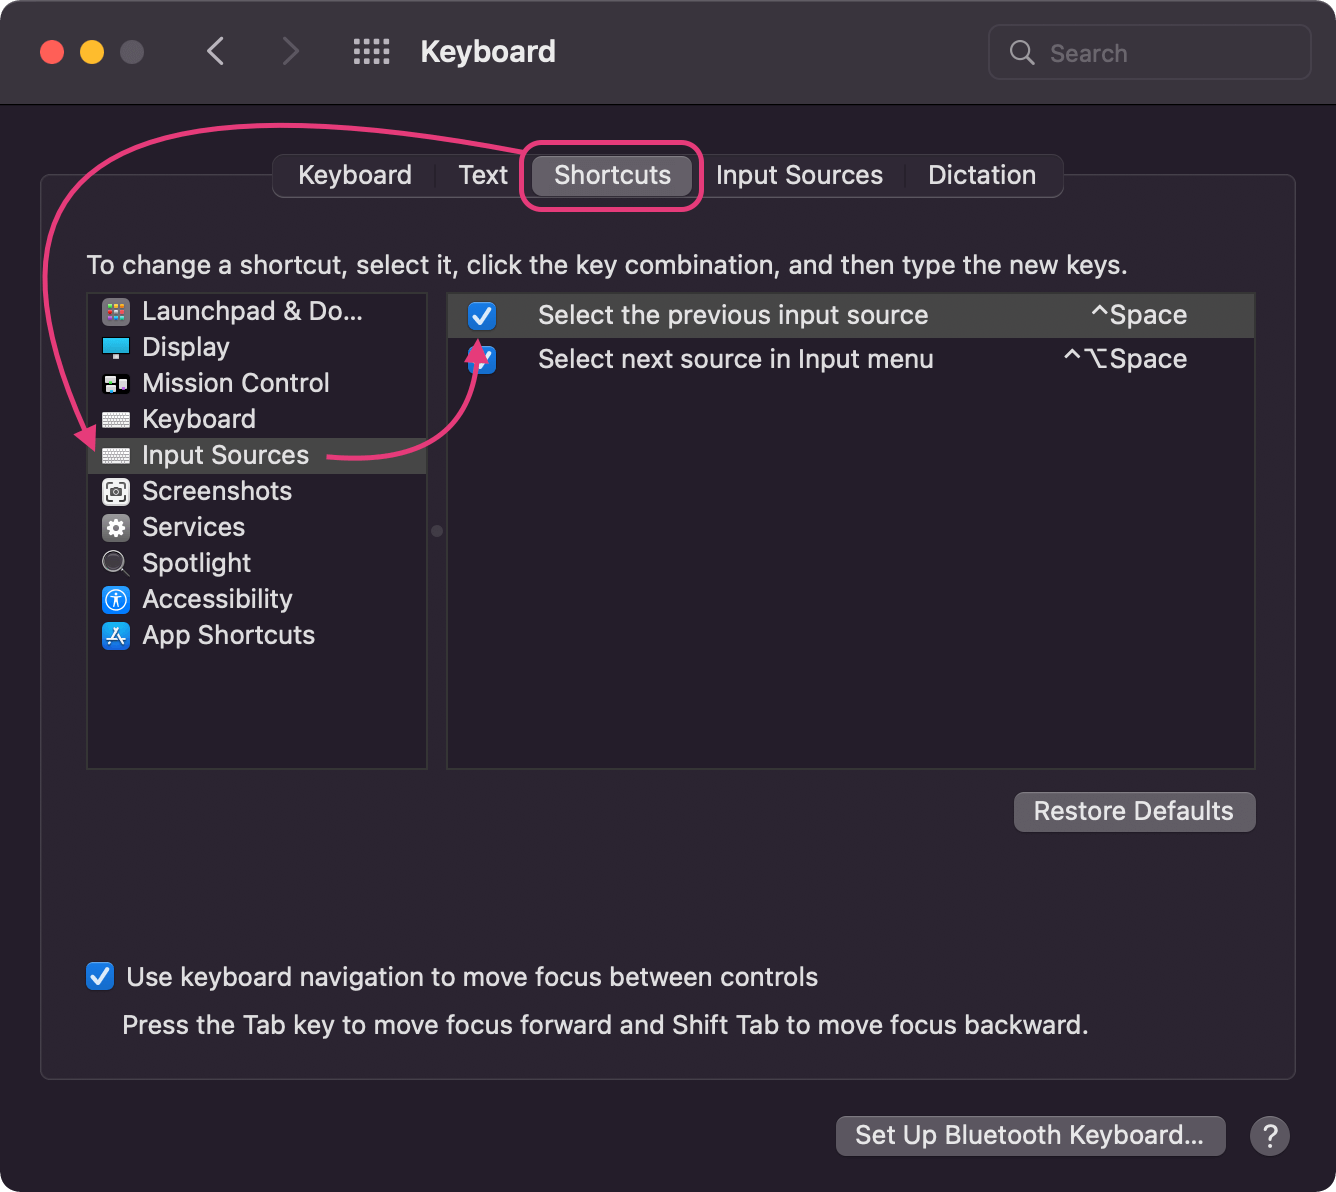 Keyboard
Search
Keyboard
Text
Shortcuts
Input Sources
Dictation
To change a shortcut, select it, click the key combination, and then type the new keys.
Launchpad & Do...
Display
Mission Control
Keyboard
Input Sources
Screenshots
Services
Spotlight
Accessibility
App Shortcuts
Select the previous input source ^Space
Select next source in Input menu ^⌥Space
Restore Defaults
Use keyboard navigation to move focus between controls
Press the Tab key to move focus forward and Shift Tab to move focus backward.
Set Up Bluetooth Keyboard...
?